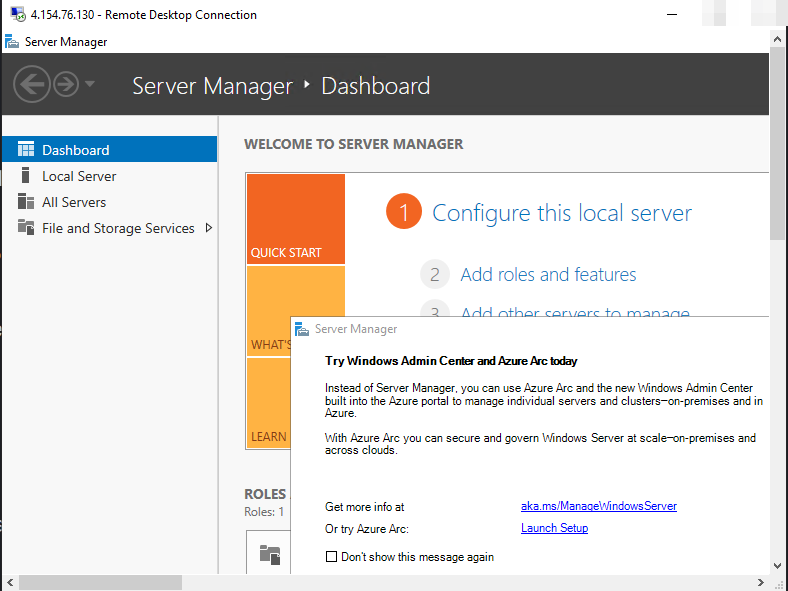 4.154.76.130 - Remote Desktop Connection
Server Manager
Server Manager ‣ Dashboard
Dashboard
Local Server
All Servers
File and Storage Services
WELCOME TO SERVER MANAGER
QUICK START
1 Configure this local server
2 Add roles and features
3 Add other servers to manage
WHAT'S
LEARN
ROLES
Roles: 1
Server Manager
Try Windows Admin Center and Azure Arc today
Instead of Server Manager, you can use Azure Arc and the new Windows Admin Center
built into the Azure portal to manage individual servers and clusters–on-premises and in
Azure.
With Azure Arc you can secure and govern Windows Server at scale–on-premises and
across clouds.
Get more info at aka.ms/ManageWindowsServer
Or try Azure Arc: Launch Setup
Don't show this message again